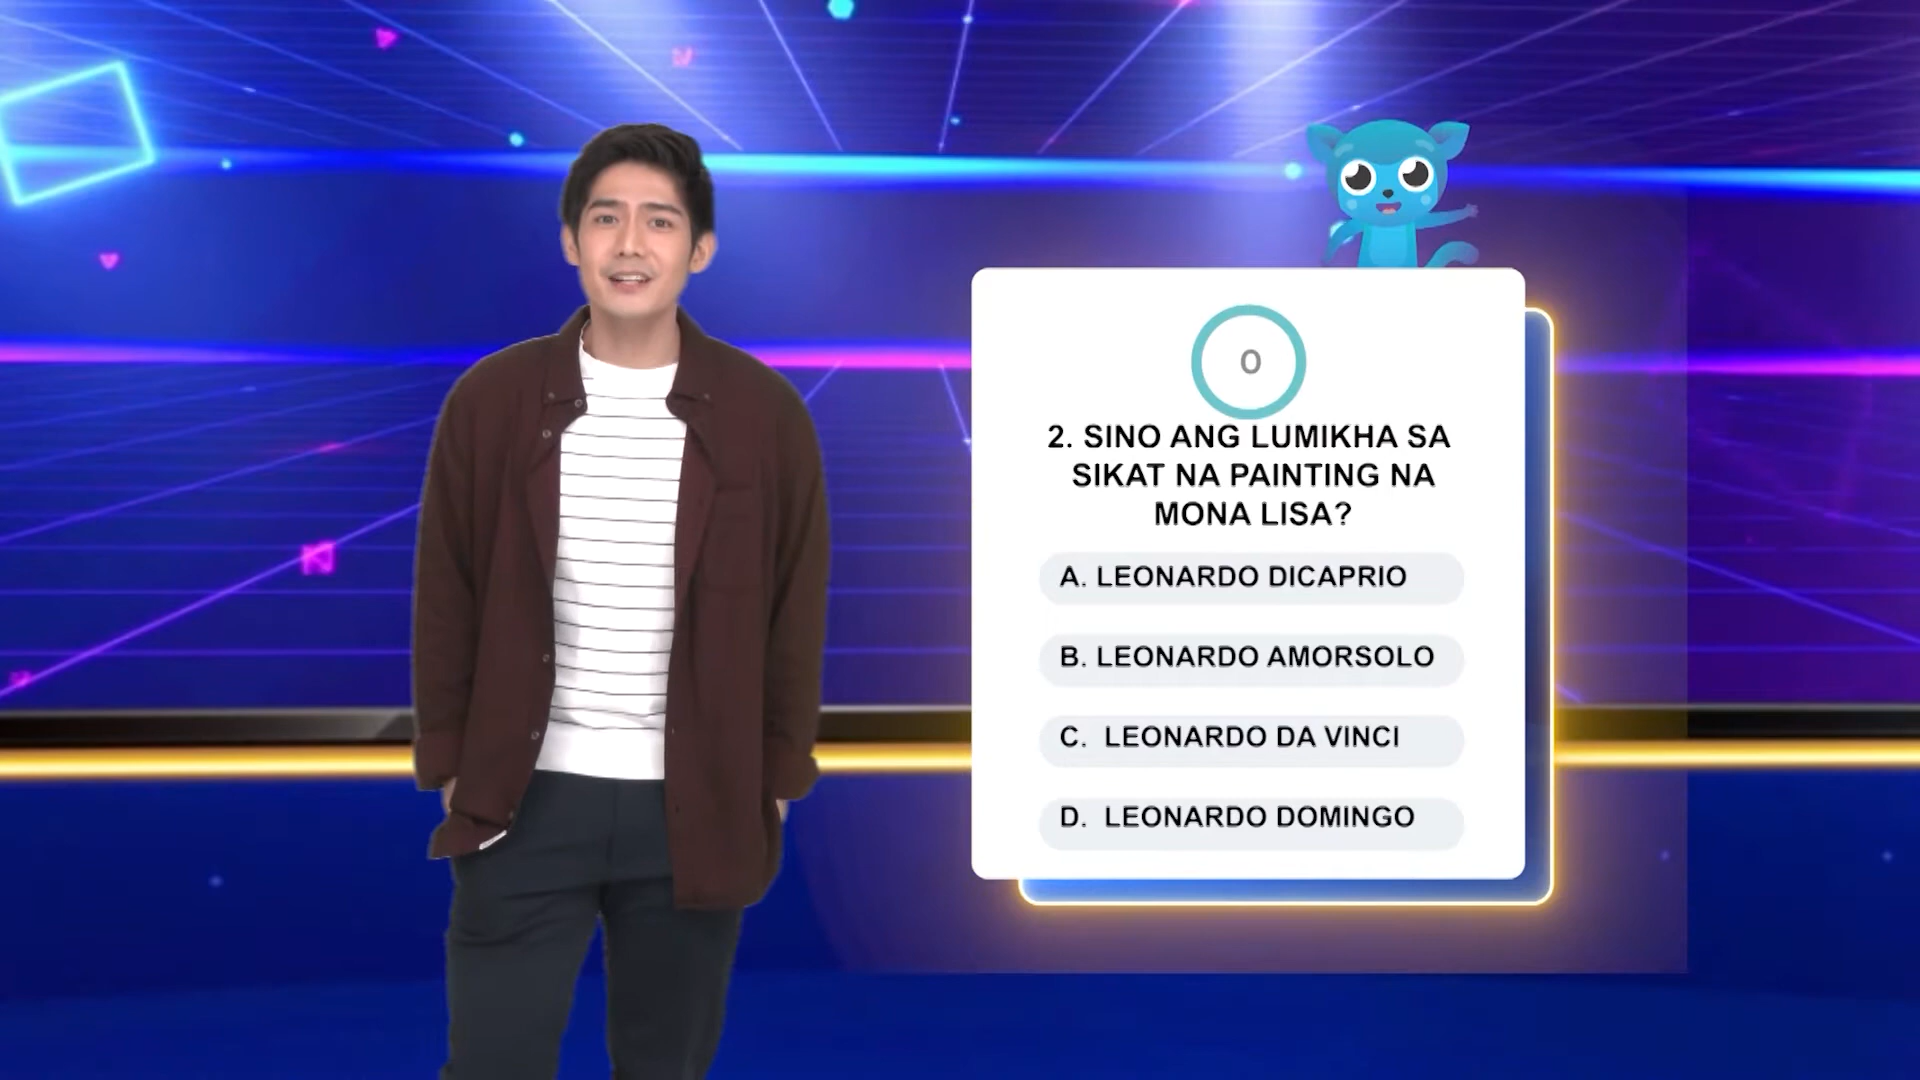 0
2. SINO ANG LUMIKHA SA
SIKAT NA PAINTING NA
MONA LISA?
A. LEONARDO DICAPRIO
B. LEONARDO AMORSOLO
C. LEONARDO DA VINCI
D. LEONARDO DOMINGO